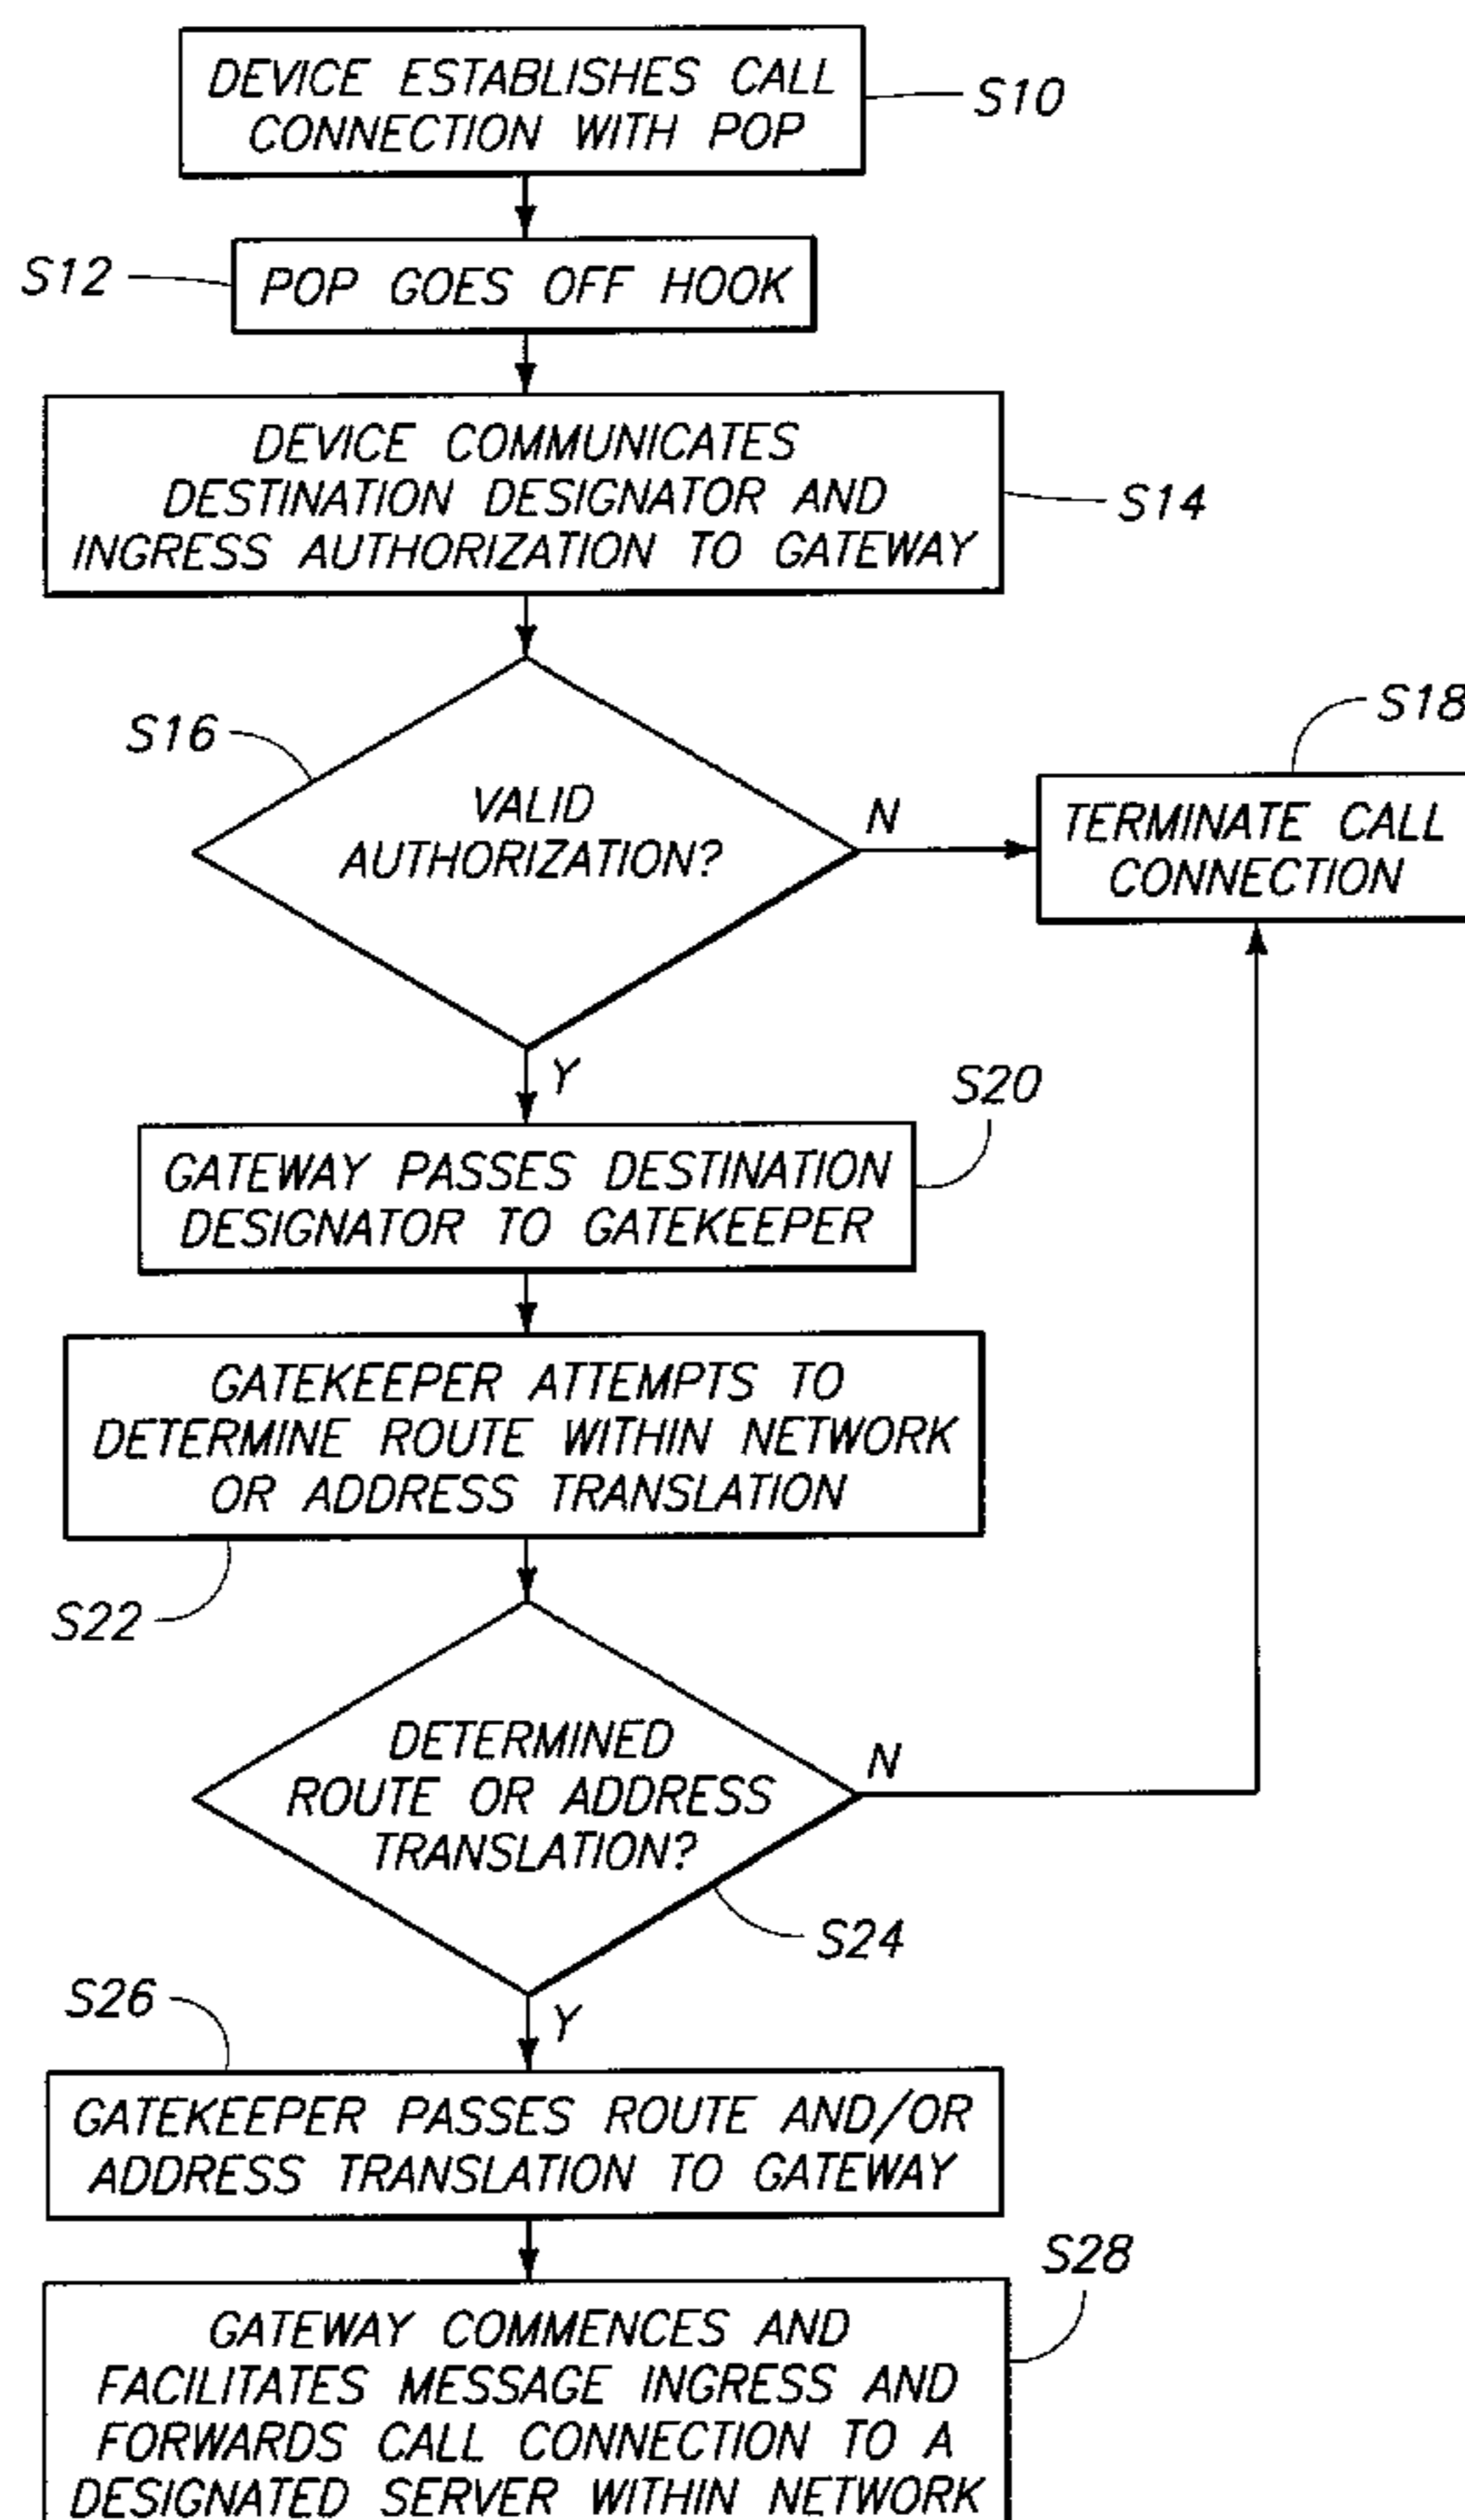 DEVICE ESTABLISHES CALL
CONNECTION WITH POP
S10
S12
POP GOES OFF HOOK
DEVICE COMMUNICATES
DESTINATION DESIGNATOR AND
INGRESS AUTHORIZATION TO GATEWAY
S14
S16
VALID
AUTHORIZATION?
N
S18
TERMINATE CALL
CONNECTION
Y
S20
GATEWAY PASSES DESTINATION
DESIGNATOR TO GATEKEEPER
GATEKEEPER ATTEMPTS TO
DETERMINE ROUTE WITHIN NETWORK
OR ADDRESS TRANSLATION
S22
DETERMINED
ROUTE OR ADDRESS
TRANSLATION?
N
S24
Y
S26
GATEKEEPER PASSES ROUTE AND/OR
ADDRESS TRANSLATION TO GATEWAY
S28
GATEWAY COMMENCES AND
FACILITATES MESSAGE INGRESS AND
FORWARDS CALL CONNECTION TO A
DESIGNATED SERVER WITHIN NETWORK